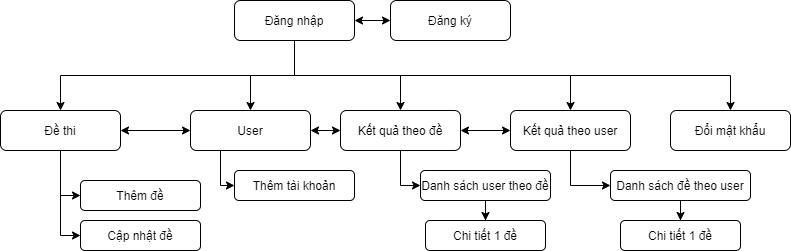 Đăng nhập
Đăng ký
Đề thi
User
Kết quả theo đề
Kết quả theo user
Đổi mật khẩu
Thêm đề
Thêm tài khoản
Danh sách user theo đề
Danh sách đề theo user
Cập nhật đề
Chi tiết 1 đề
Chi tiết 1 đề